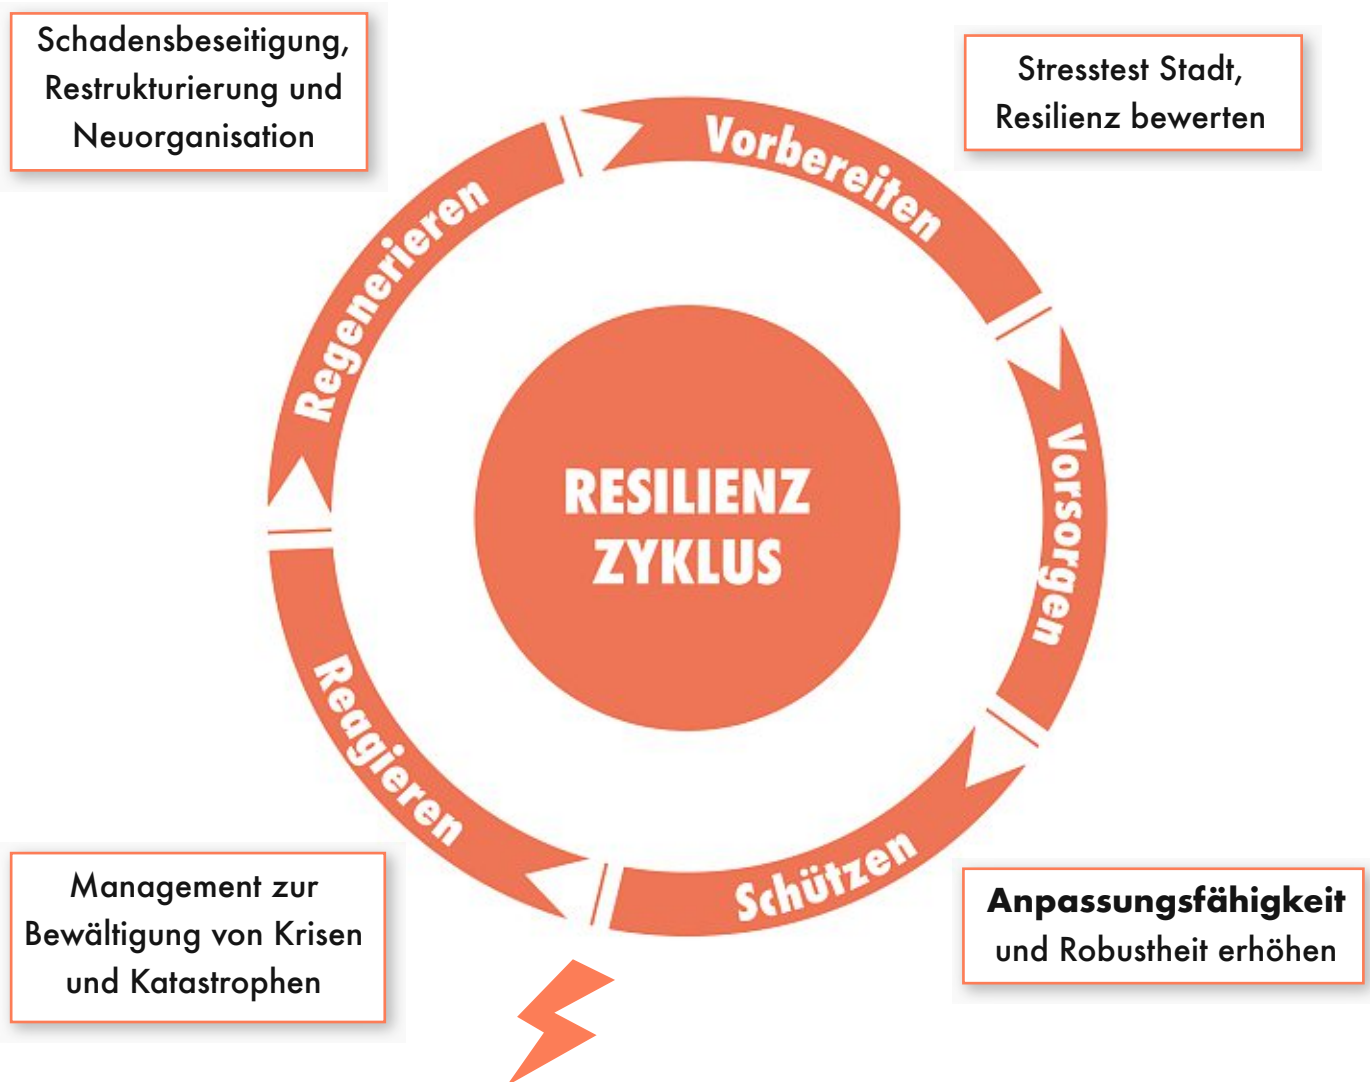 Schadensbeseitigung,
Restrukturierung und
Neuorganisation
Stresstest Stadt,
Resilienz bewerten
Vorbereiten
Vorsorgen
Schützen
Reagieren
Regenerieren
RESILIENZ
ZYKLUS
Management zur
Bewältigung von Krisen
und Katastrophen
Anpassungsfähigkeit
und Robustheit erhöhen